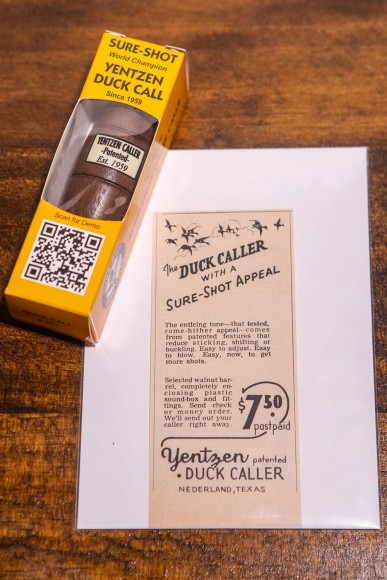 SURE-SHOT
World Champion
YENTZEN
DUCK CALL
Since 1959
YENTZEN CALLER
-Patented-
Est. 1959
Scan for Demo
The DUCK CALLER
WITH A
SURE-SHOT APPEAL
The enticing tone—that tested,
come-hither appeal—comes
from patented features that
reduce sticking, shifting or
buckling. Easy to adjust. Easy
to blow. Easy, now, to get
more shots.
Selected walnut bar-
rel, completely en-
closing plastic
sound-box and fit-
tings. Send check
or money order.
We'll send out your
caller right away.
$7.50
postpaid
Yentzen patented
DUCK CALLER
NEDERLAND, TEXAS